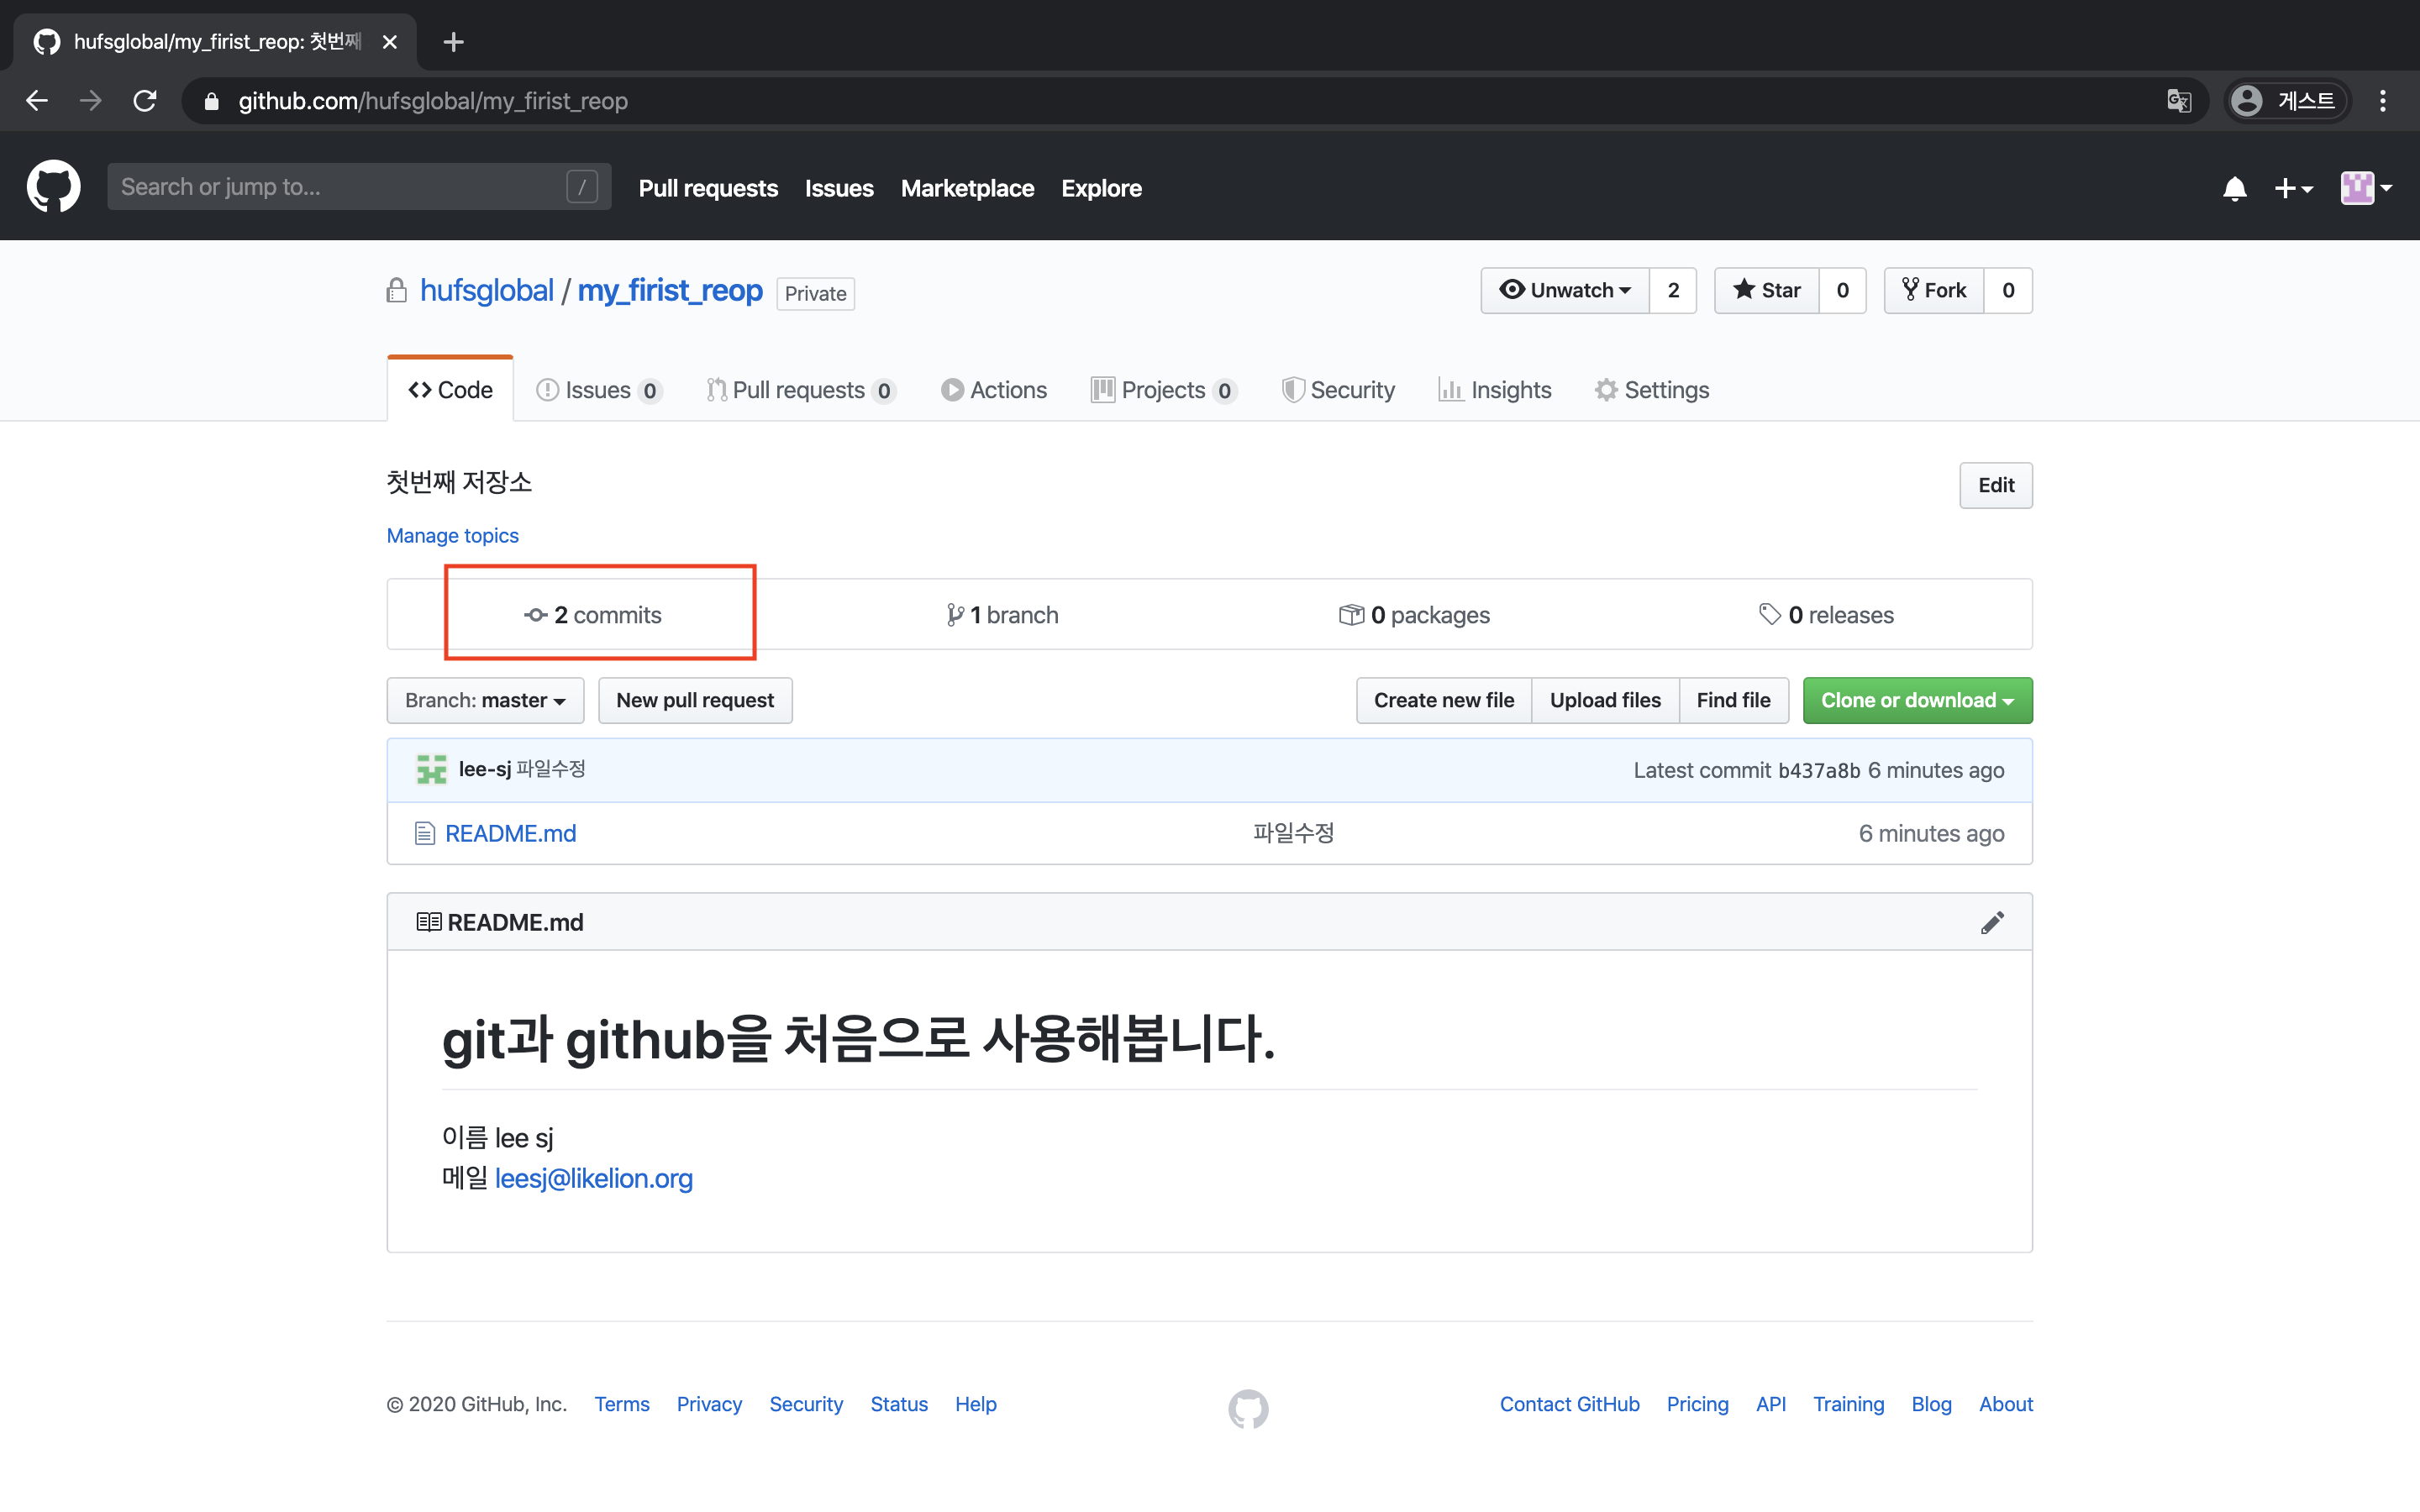 hufsglobal/my_firist_reop: 첫번째
github.com/hufsglobal/my_firist_reop
게스트
Search or jump to... /
Pull requests Issues Marketplace Explore
hufsglobal / my_firist_reop Private
Unwatch 2 Star 0 Fork 0
Code Issues 0 Pull requests 0 Actions Projects 0 Security Insights Settings
첫번째 저장소
Edit
Manage topics
2 commits 1 branch 0 packages 0 releases
Branch: master New pull request Create new file Upload files Find file Clone or download
lee-sj 파일수정 Latest commit b437a8b 6 minutes ago
README.md 파일수정 6 minutes ago
README.md
git과 github을 처음으로 사용해봅니다.
이름 lee sj
메일 leesj@likelion.org
© 2020 GitHub, Inc. Terms Privacy Security Status Help Contact GitHub Pricing API Training Blog About